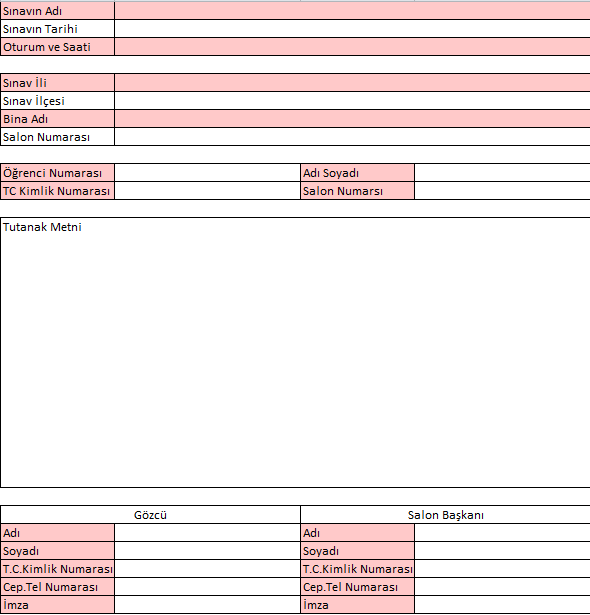 Sınavın Adı
Sınavın Tarihi
Oturum ve Saati
Sınav İli
Sınav İlçesi
Bina Adı
Salon Numarası
Öğrenci Numarası Adı Soyadı
TC Kimlik Numarası Salon Numarsı
Tutanak Metni
Gözcü Salon Başkanı
Adı Adı
Soyadı Soyadı
T.C.Kimlik Numarası T.C.Kimlik Numarası
Cep.Tel Numarası Cep.Tel Numarası
İmza İmza